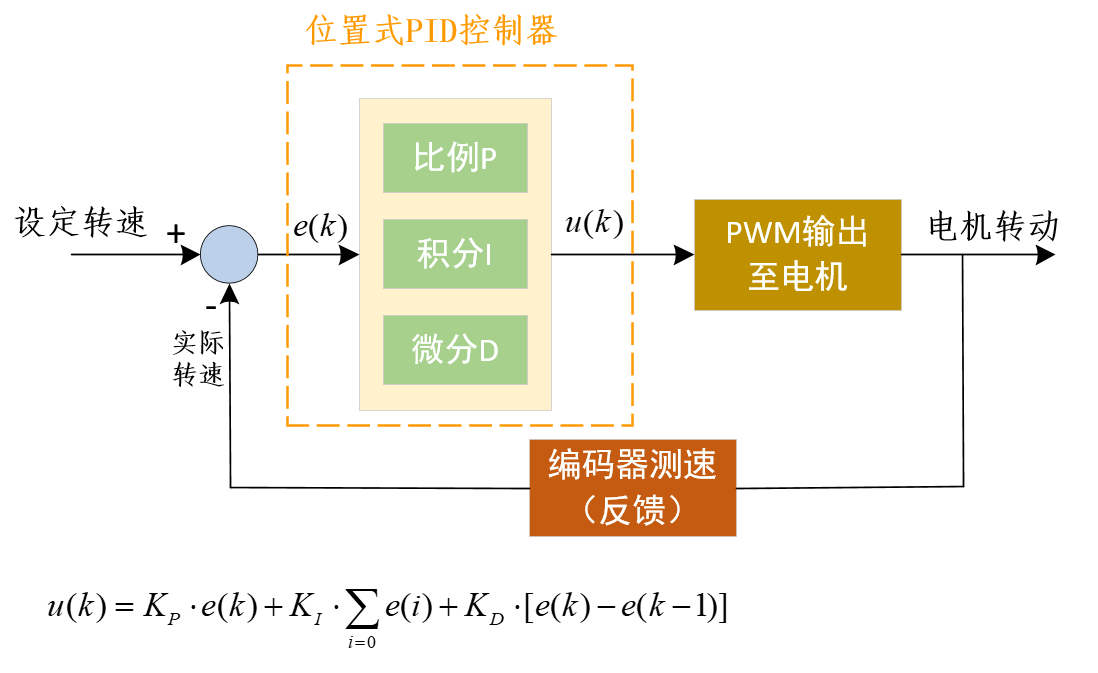 位置式PID控制器
比例P
设定转速
+
e(k)
积分I
u(k)
PWM输出
至电机
电机转动
-
实际
转速
微分D
编码器测速
（反馈）
u(k) = K_P · e(k) + K_I · ∑_{i=0} e(i) + K_D · [e(k) − e(k−1)]